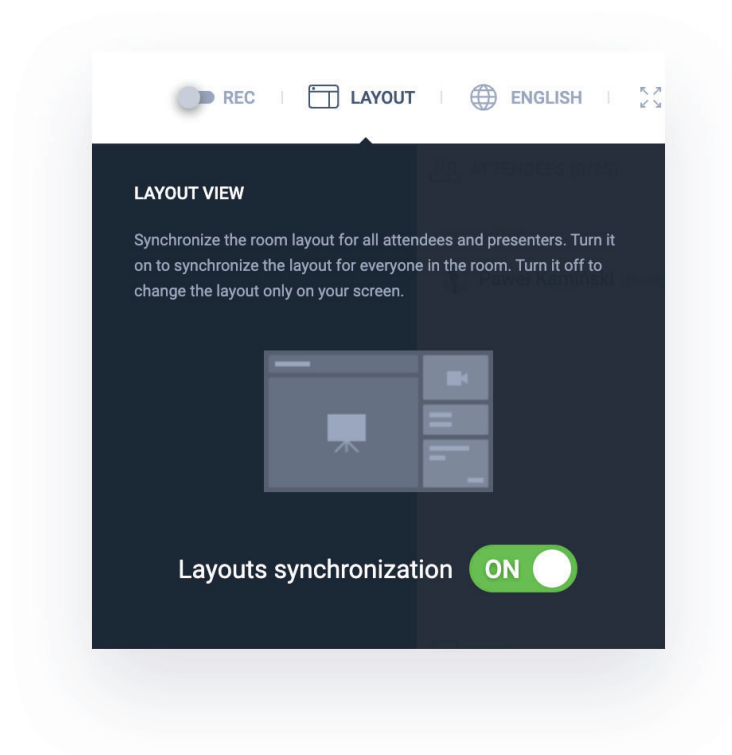 REC LAYOUT ENGLISH
LAYOUT VIEW
Synchronize the room layout for all attendees and presenters. Turn it
on to synchronize the layout for everyone in the room. Turn it off to
change the layout only on your screen.
Pawel Kaminski
Layouts synchronization ON